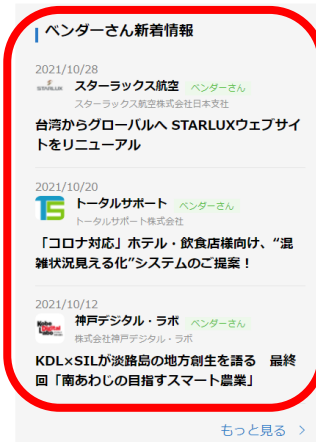 ベンダーさん新着情報
2021/10/28
STARLUX
スターラックス航空 ベンダーさん
スターラックス航空株式会社日本支社
台湾からグローバルへ STARLUXウェブサイ
トをリニューアル
2021/10/20
TS
トータルサポート ベンダーさん
トータルサポート株式会社
「コロナ対応」ホテル・飲食店様向け、“混
雑状況見える化”システムのご提案！
2021/10/12
Kobe
Digital
Labo
神戸デジタル・ラボ ベンダーさん
株式会社神戸デジタル・ラボ
KDL×SILが淡路島の地方創生を語る　最終
回「南あわじの目指すスマート農業」
もっと見る >